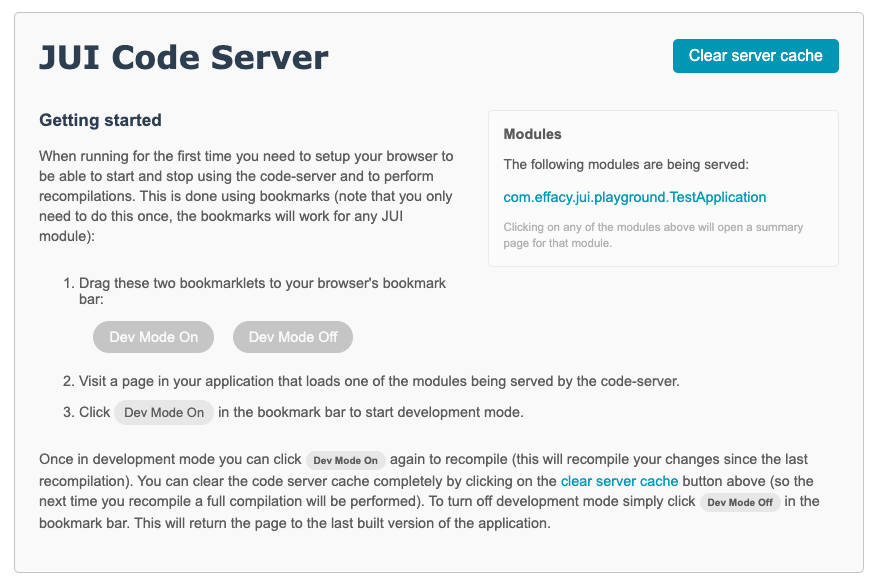 JUI Code Server
Clear server cache
Getting started
When running for the first time you need to setup your browser to
be able to start and stop using the code-server and to perform
recompilations. This is done using bookmarks (note that you only
need to do this once, the bookmarks will work for any JUI
module):
Modules
The following modules are being served:
com.effacy.jui.playground.TestApplication
Clicking on any of the modules above will open a summary
page for that module.
1. Drag these two bookmarklets to your browser's bookmark
bar:
Dev Mode On Dev Mode Off
2. Visit a page in your application that loads one of the modules being served by the code-server.
3. Click Dev Mode On in the bookmark bar to start development mode.
Once in development mode you can click Dev Mode On again to recompile (this will recompile your changes since the last
recompilation). You can clear the code server cache completely by clicking on the clear server cache button above (so the
next time you recompile a full compilation will be performed). To turn off development mode simply click Dev Mode Off in the
bookmark bar. This will return the page to the last built version of the application.